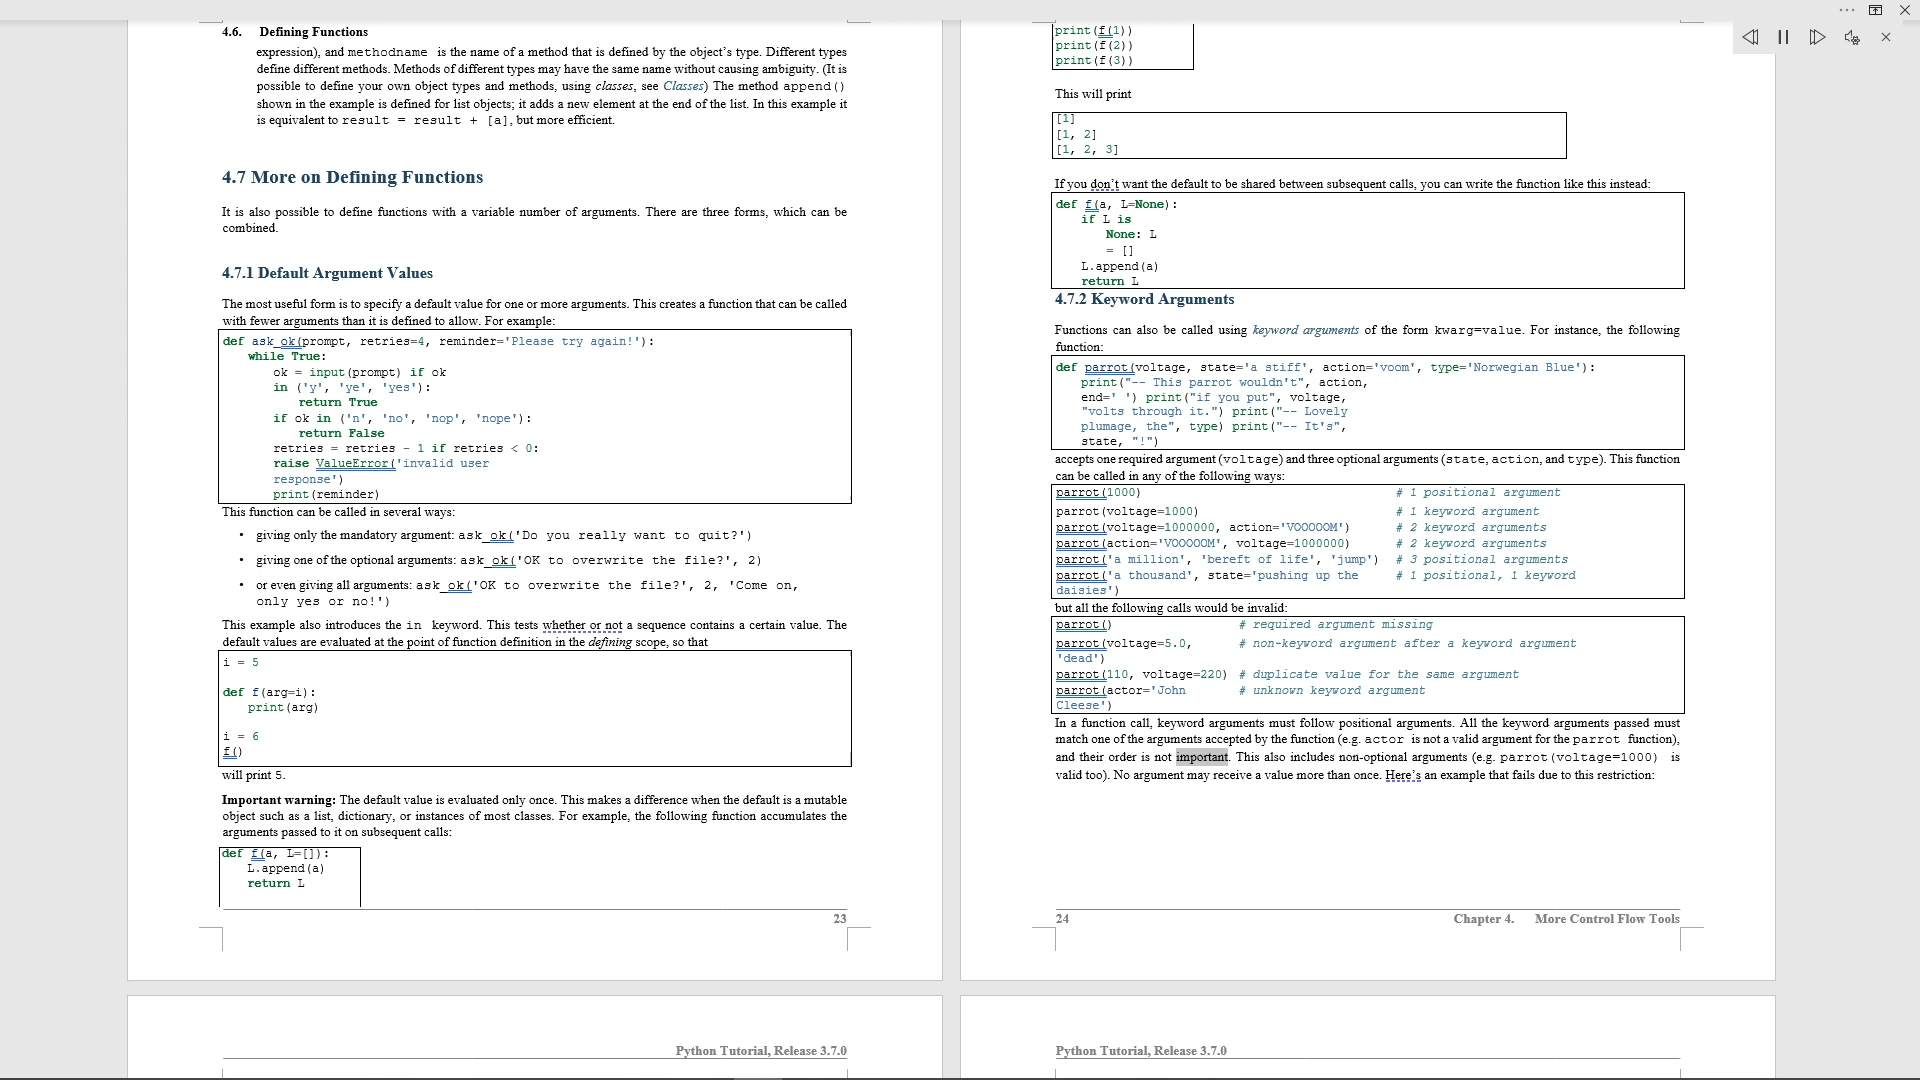 4.6. Defining Functions
expression), and methodname is the name of a method that is defined by the object's type. Different types
define different methods. Methods of different types may have the same name without causing ambiguity. (It is
possible to define your own object types and methods, using classes, see Classes) The method append()
shown in the example is defined for list objects; it adds a new element at the end of the list. In this example it
is equivalent to result = result + [a], but more efficient.
4.7 More on Defining Functions
It is also possible to define functions with a variable number of arguments. There are three forms, which can be
combined.
4.7.1 Default Argument Values
The most useful form is to specify a default value for one or more arguments. This creates a function that can be called
with fewer arguments than it is defined to allow. For example:
def ask_ok(prompt, retries=4, reminder='Please try again!'):
while True:
ok = input(prompt) if ok
in ('y', 'ye', 'yes'):
return True
if ok in ('n', 'no', 'nop', 'nope'):
return False
retries = retries - 1 if retries < 0:
raise ValueError('invalid user
response')
print(reminder)
This function can be called in several ways:
• giving only the mandatory argument: ask_ok('Do you really want to quit?')
• giving one of the optional arguments: ask_ok('OK to overwrite the file?', 2)
• or even giving all arguments: ask_ok('OK to overwrite the file?', 2, 'Come on,
only yes or no!')
This example also introduces the in keyword. This tests whether or not a sequence contains a certain value. The
default values are evaluated at the point of function definition in the defining scope, so that
i = 5
def f(arg=i):
print(arg)
i = 6
f()
will print 5.
Important warning: The default value is evaluated only once. This makes a difference when the default is a mutable
object such as a list, dictionary, or instances of most classes. For example, the following function accumulates the
arguments passed to it on subsequent calls:
def f(a, L=[]):
L.append(a)
return L
23
print(f(1))
print(f(2))
print(f(3))
This will print
[1]
[1, 2]
[1, 2, 3]
If you don't want the default to be shared between subsequent calls, you can write the function like this instead:
def f(a, L=None):
if L is
None: L
= []
L.append(a)
return L
4.7.2 Keyword Arguments
Functions can also be called using keyword arguments of the form kwarg=value. For instance, the following
function:
def parrot(voltage, state='a stiff', action='voom', type='Norwegian Blue'):
print("-- This parrot wouldn't", action,
end=' ') print("if you put", voltage,
"volts through it.") print("-- Lovely
plumage, the", type) print("-- It's",
state, "!")
accepts one required argument (voltage) and three optional arguments (state, action, and type). This function
can be called in any of the following ways:
parrot(1000) # 1 positional argument
parrot(voltage=1000) # 1 keyword argument
parrot(voltage=1000000, action='VOOOOOM') # 2 keyword arguments
parrot(action='VOOOOOM', voltage=1000000) # 2 keyword arguments
parrot('a million', 'bereft of life', 'jump') # 3 positional arguments
parrot('a thousand', state='pushing up the # 1 positional, 1 keyword
daisies')
but all the following calls would be invalid:
parrot() # required argument missing
parrot(voltage=5.0, # non-keyword argument after a keyword argument
'dead')
parrot(110, voltage=220) # duplicate value for the same argument
parrot(actor='John # unknown keyword argument
Cleese')
In a function call, keyword arguments must follow positional arguments. All the keyword arguments passed must
match one of the arguments accepted by the function (e.g. actor is not a valid argument for the parrot function),
and their order is not important. This also includes non-optional arguments (e.g. parrot(voltage=1000) is
valid too). No argument may receive a value more than once. Here's an example that fails due to this restriction:
24 Chapter 4. More Control Flow Tools
Python Tutorial, Release 3.7.0
Python Tutorial, Release 3.7.0